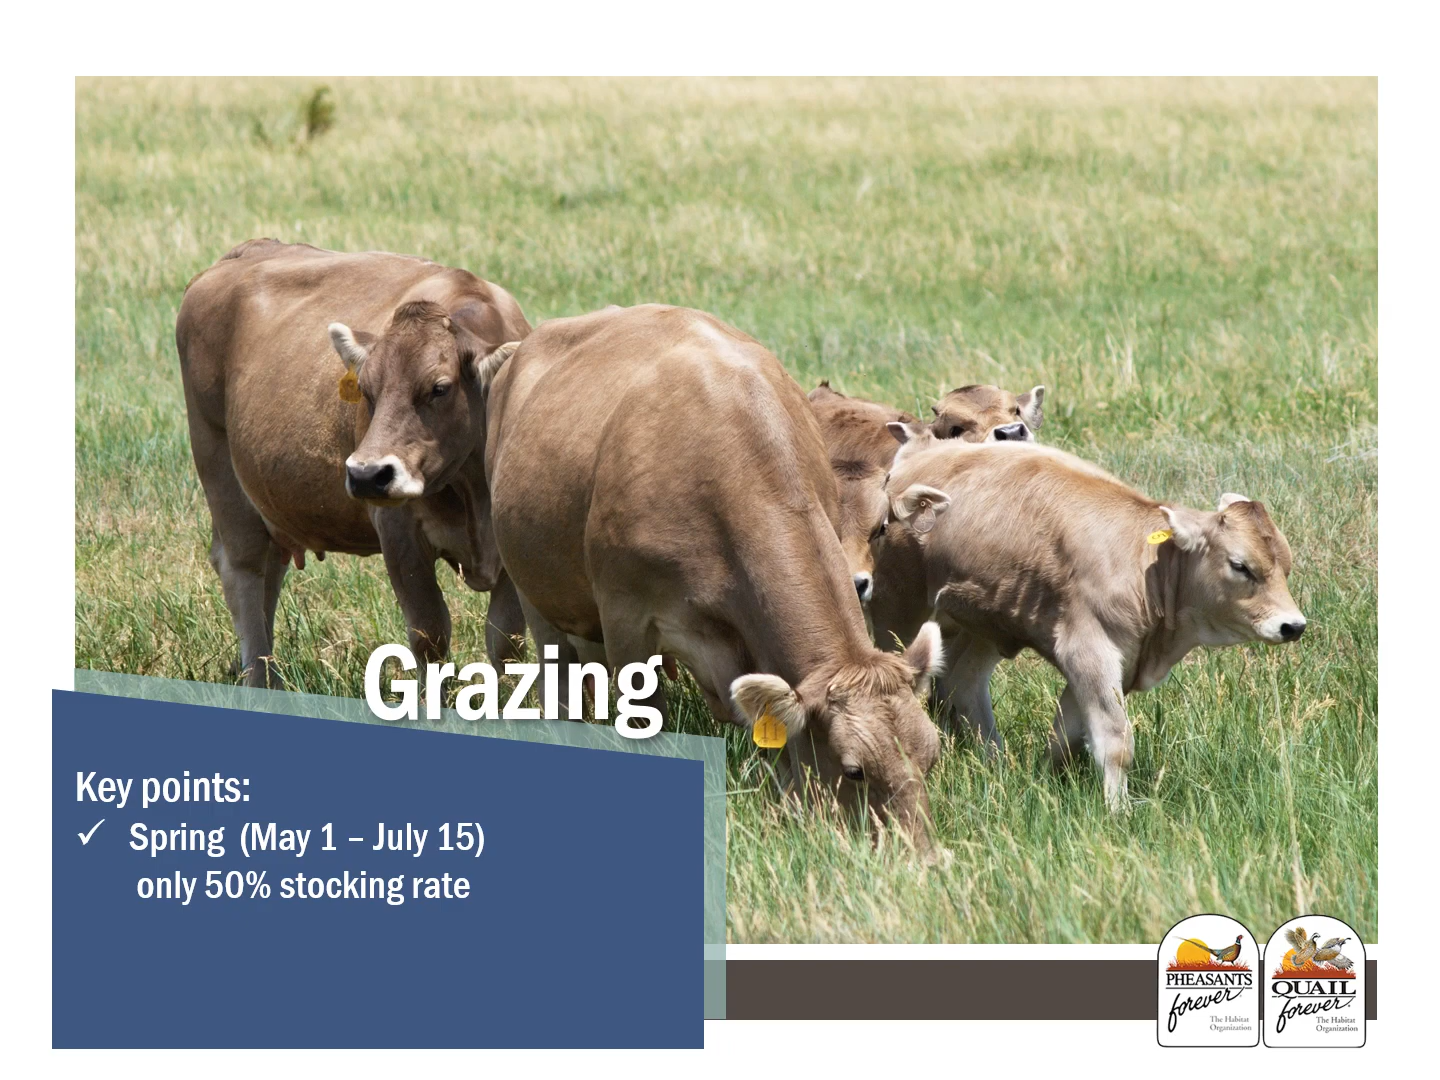 Grazing
Key points:
✓ Spring (May 1 – July 15)
only 50% stocking rate
PHEASANTS
forever
The Habitat
Organization
QUAIL
forever
The Habitat
Organization